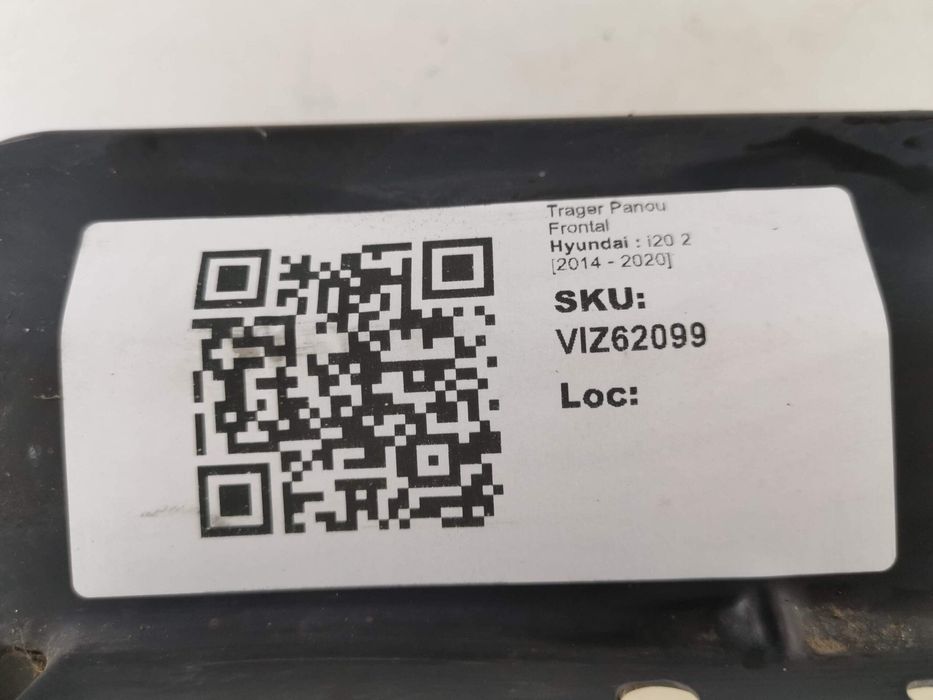 Trager Panou
Frontal
Hyundai : i20 2
[2014 - 2020]
SKU:
VIZ62099
Loc: